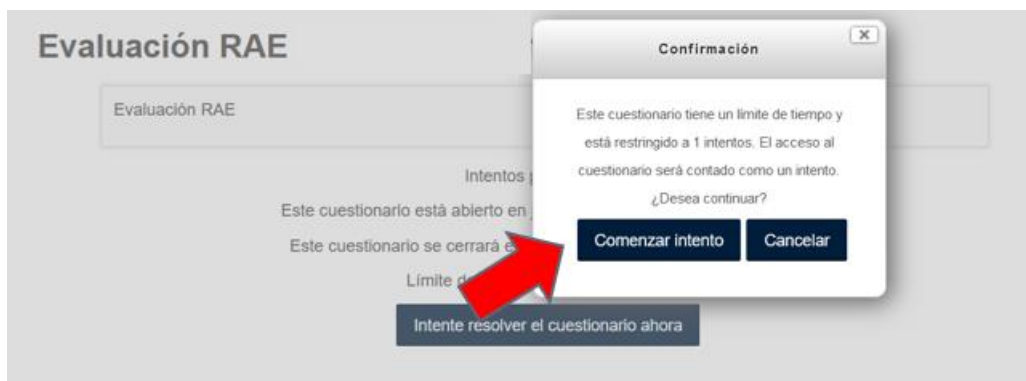 Evaluación RAE
Evaluación RAE
Intentos
Este cuestionario está abierto en
Este cuestionario se cerrará
Límite
Intente resolver el cuestionario ahora
Confirmación
Este cuestionario tiene un límite de tiempo y
está restringido a 1 intentos. El acceso al
cuestionario será contado como un intento.
¿Desea continuar?
Comenzar intento
Cancelar